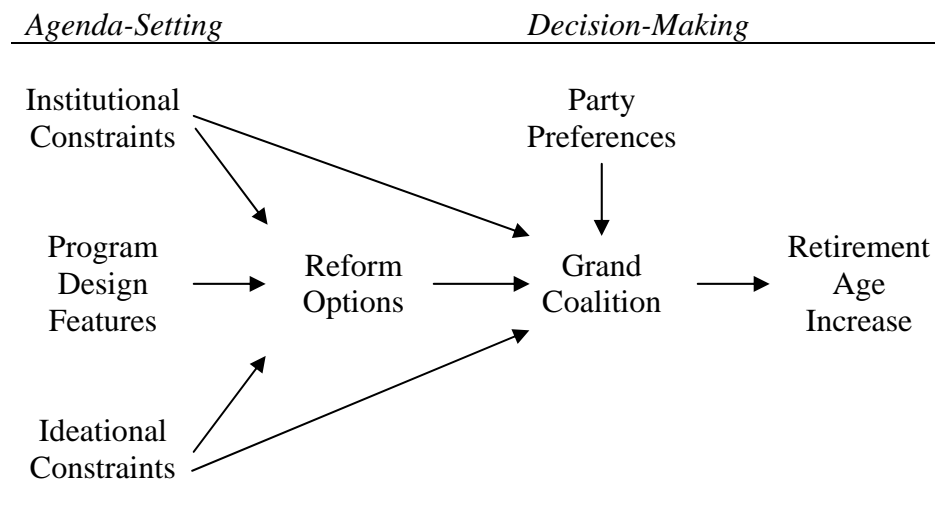 Agenda-Setting
Decision-Making
Institutional
Constraints
Party
Preferences
Program
Design
Features
Reform
Options
Grand
Coalition
Retirement
Age
Increase
Ideational
Constraints